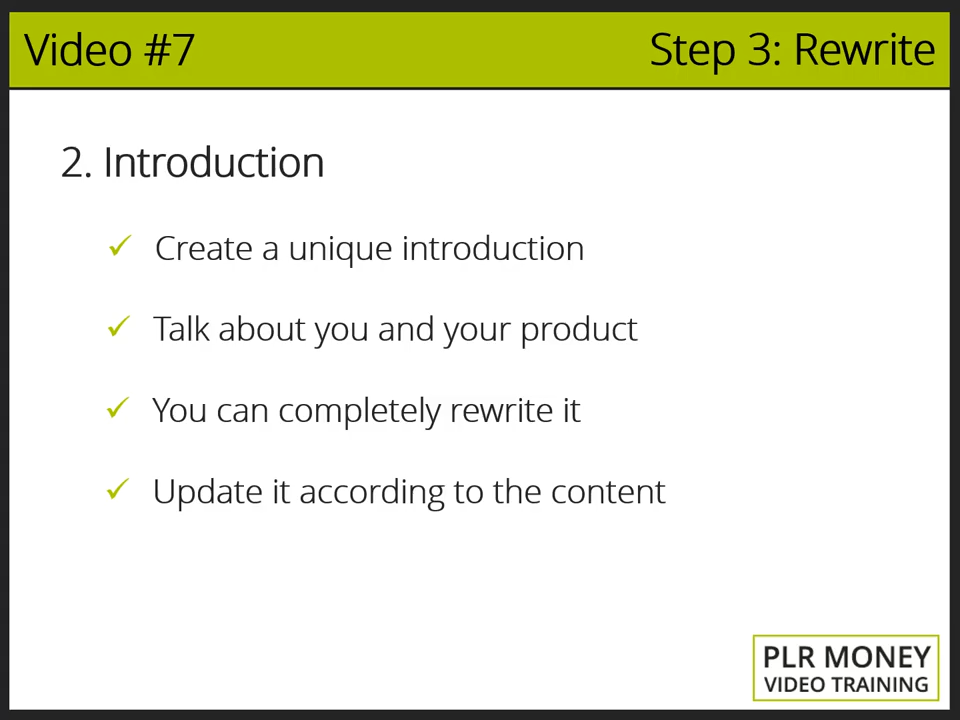 Video #7
Step 3: Rewrite
2. Introduction
✓ Create a unique introduction
✓ Talk about you and your product
✓ You can completely rewrite it
✓ Update it according to the content
PLR MONEY
VIDEO TRAINING